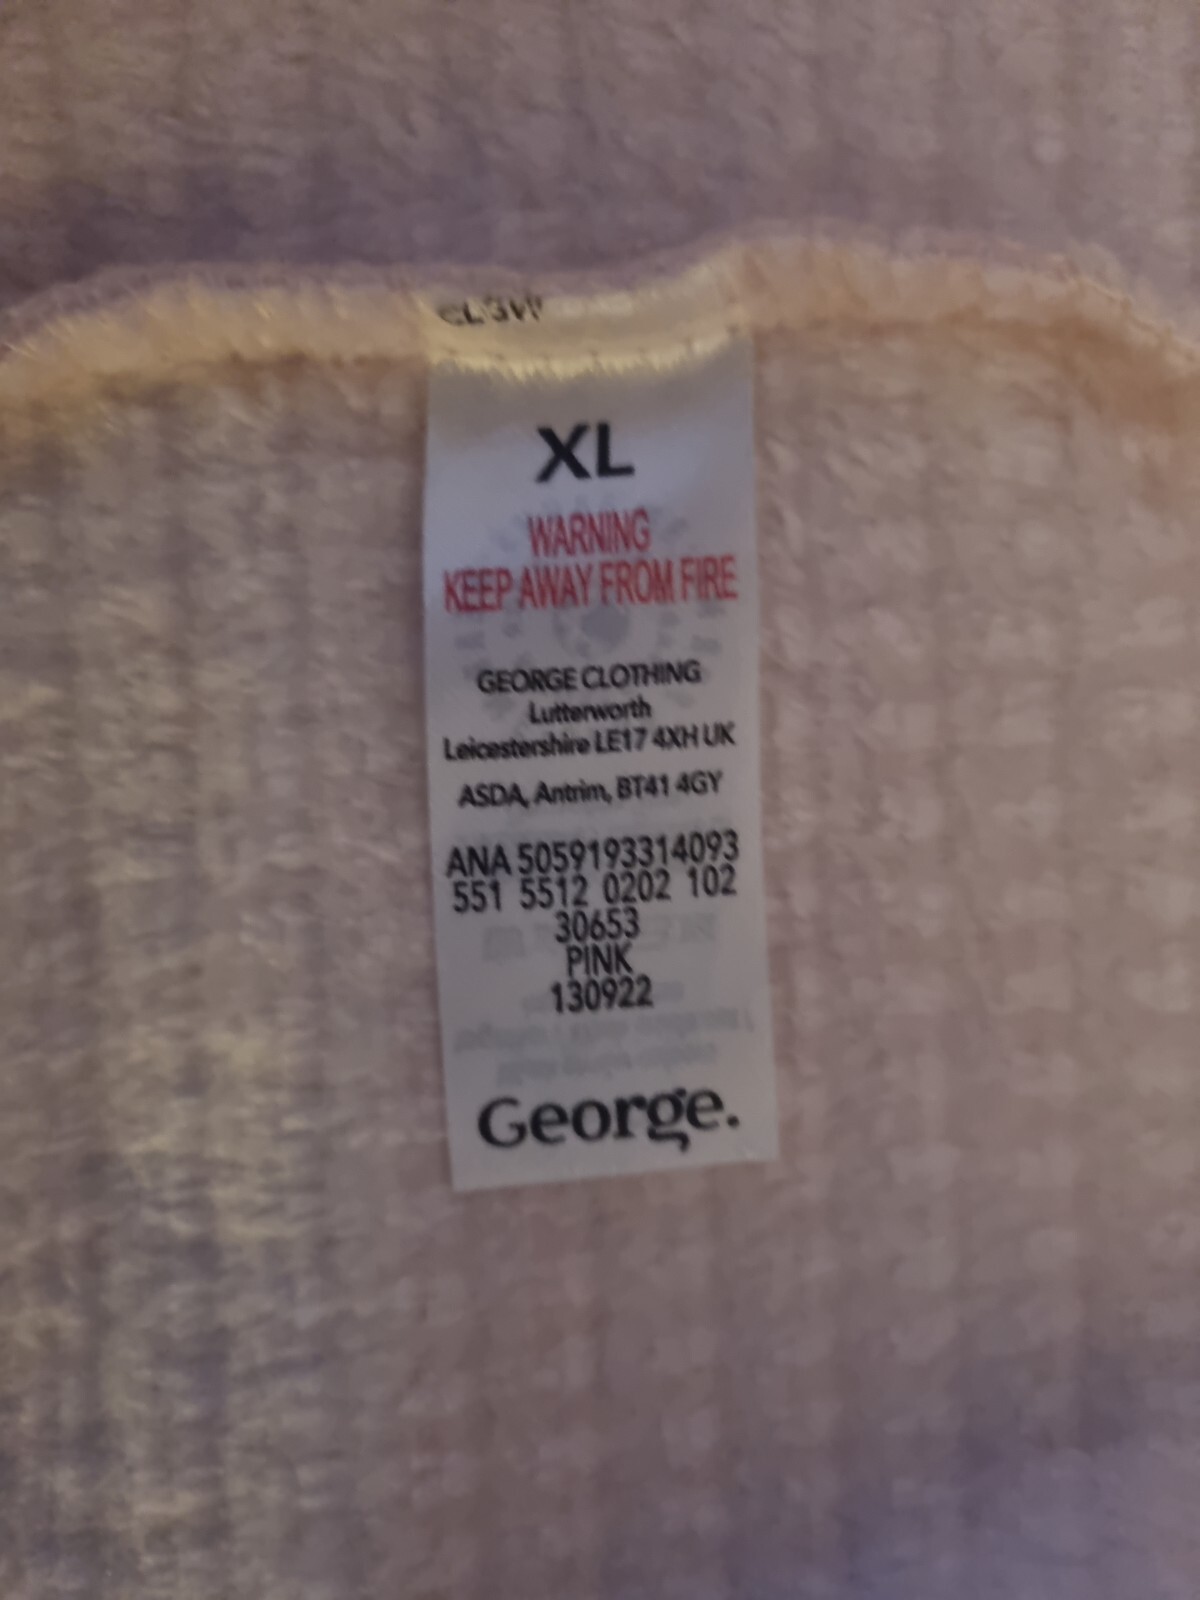 XL
WARNING
KEEP AWAY FROM FIRE
GEORGE CLOTHING
Lutterworth
Leicestershire LE17 4XH UK
ASDA, Antrim, BT41 4GY
ANA 5059193314093
551 5512 0202 102
30653
PINK
130922
George.